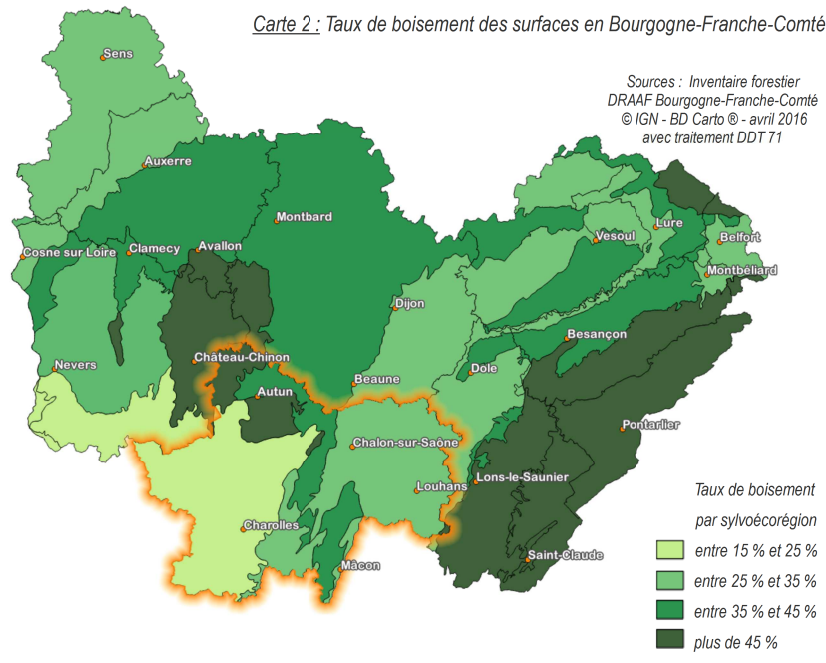 Carte 2 : Taux de boisement des surfaces en Bourgogne-Franche-Comté
Sources : Inventaire forestier
DRAAF Bourgogne-Franche-Comté
© IGN - BD Carto ® - avril 2016
avec traitement DDT 71
Sens
Auxerre
Montbard
Cosne sur Loire
Clamecy
Avallon
Vesoul
Lure
Belfort
Montbéliard
Dijon
Besançon
Nevers
Château-Chinon
Beaune
Dole
Autun
Pontarlier
Chalon-sur-Saône
Louhans
Lons-le-Saunier
Charolles
Mâcon
Saint-Claude
Taux de boisement
par sylvoécorégion
entre 15 % et 25 %
entre 25 % et 35 %
entre 35 % et 45 %
plus de 45 %